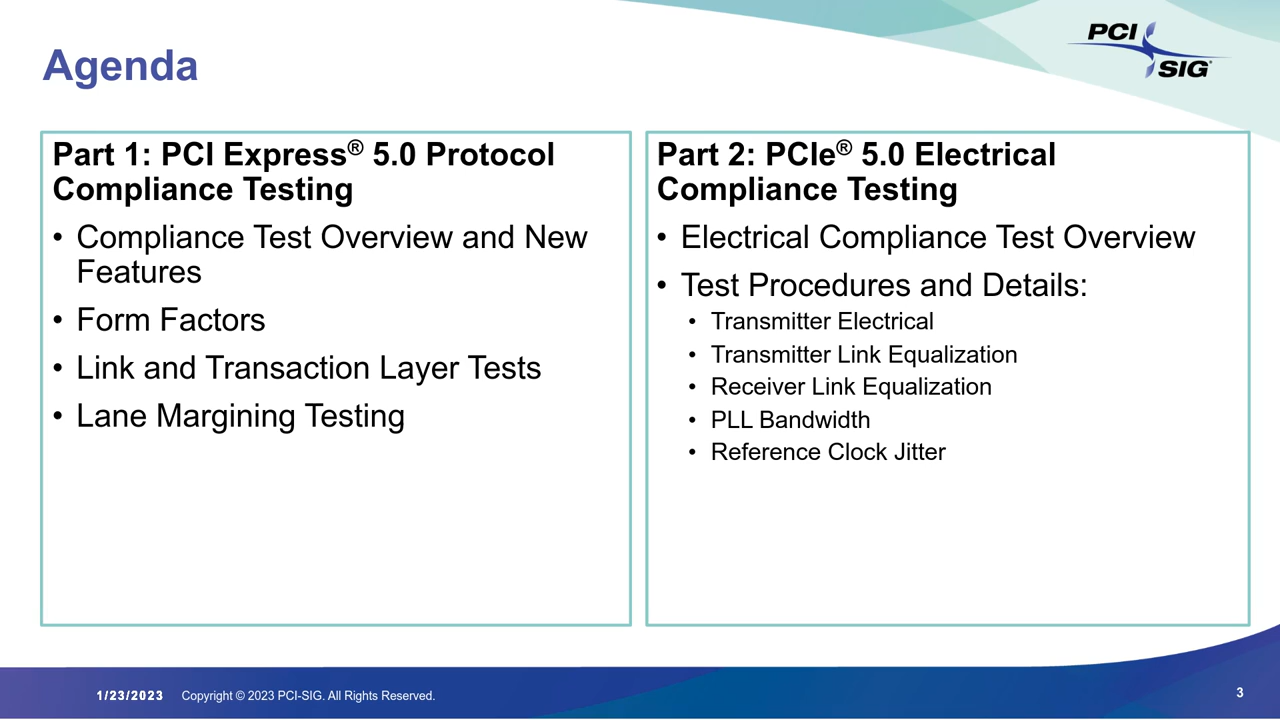 Agenda
PCI
SIG®
Part 1: PCI Express® 5.0 Protocol
Compliance Testing
• Compliance Test Overview and New
Features
• Form Factors
• Link and Transaction Layer Tests
• Lane Margining Testing
Part 2: PCIe® 5.0 Electrical
Compliance Testing
• Electrical Compliance Test Overview
• Test Procedures and Details:
• Transmitter Electrical
• Transmitter Link Equalization
• Receiver Link Equalization
• PLL Bandwidth
• Reference Clock Jitter
1/23/2023 Copyright © 2023 PCI-SIG. All Rights Reserved.
3